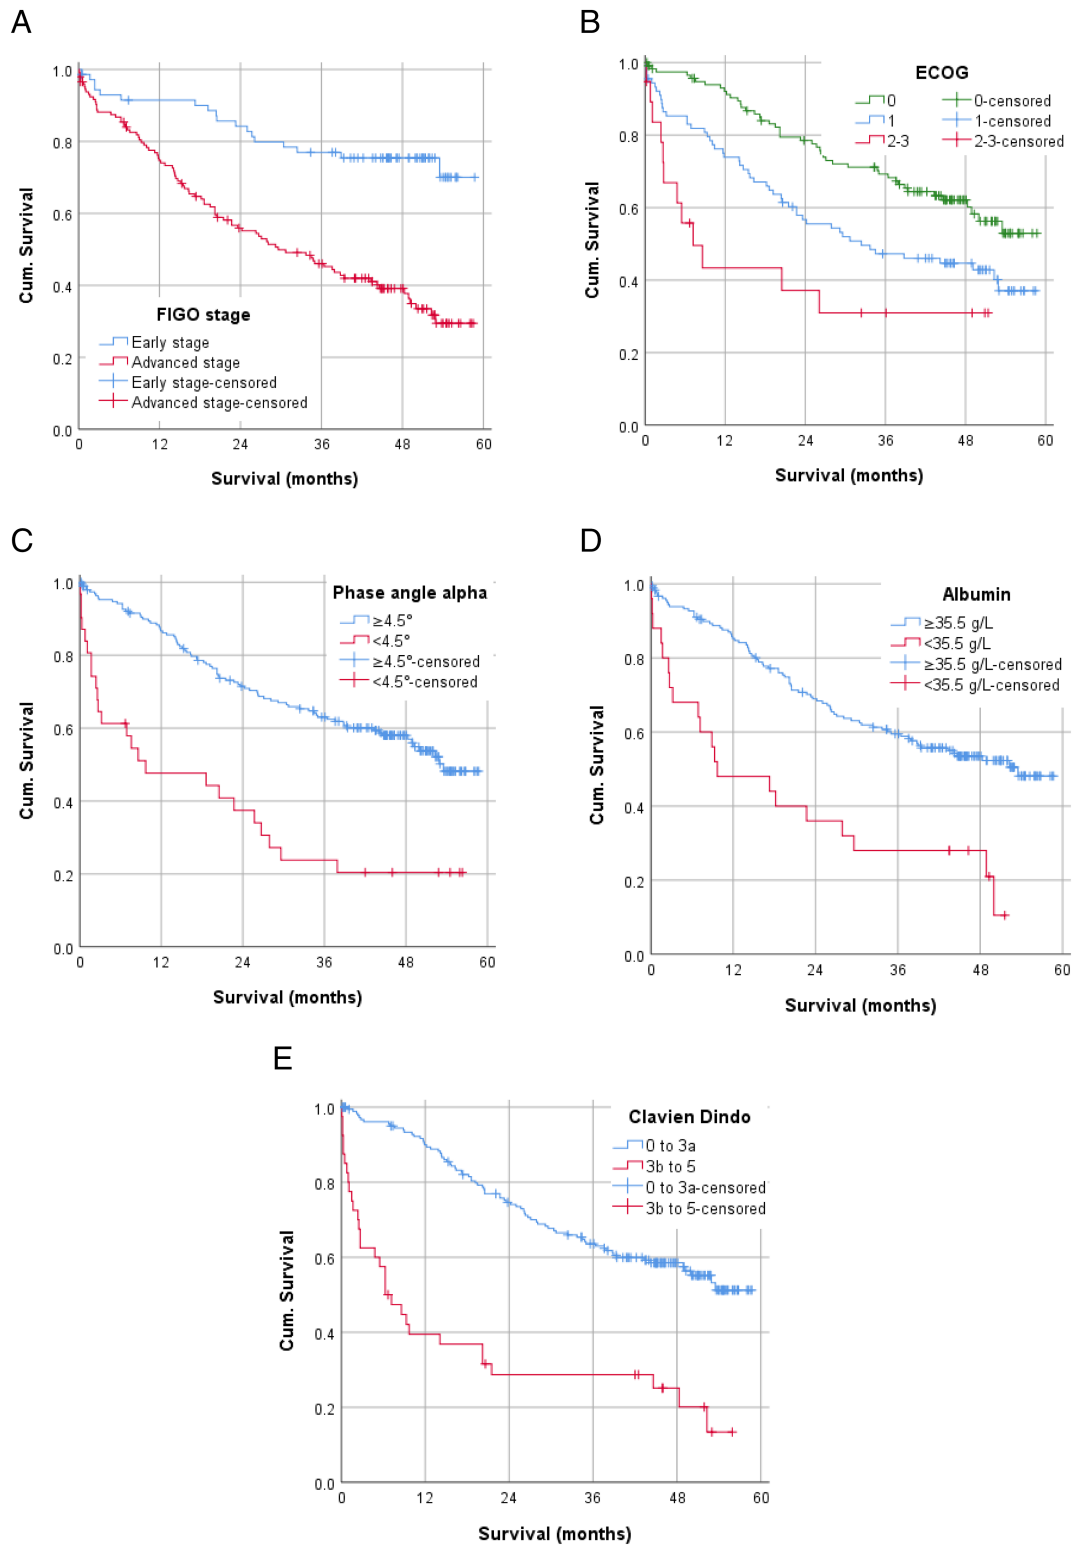 A
Cum. Survival
1.0
0.8
0.6
0.4
0.2
0.0
FIGO stage
Early stage
Advanced stage
Early stage-censored
Advanced stage-censored
0 12 24 36 48 60
Survival (months)
B
Cum. Survival
1.0
0.8
0.6
0.4
0.2
0.0
ECOG
0 0-censored
1 1-censored
2-3 2-3-censored
0 12 24 36 48 60
Survival (months)
C
Cum. Survival
1.0
0.8
0.6
0.4
0.2
0.0
Phase angle alpha
≥4.5°
<4.5°
≥4.5°-censored
<4.5°-censored
0 12 24 36 48 60
Survival (months)
D
Cum. Survival
1.0
0.8
0.6
0.4
0.2
0.0
Albumin
≥35.5 g/L
<35.5 g/L
≥35.5 g/L-censored
<35.5 g/L-censored
0 12 24 36 48 60
Survival (months)
E
Cum. Survival
1.0
0.8
0.6
0.4
0.2
0.0
Clavien Dindo
0 to 3a
3b to 5
0 to 3a-censored
3b to 5-censored
0 12 24 36 48 60
Survival (months)